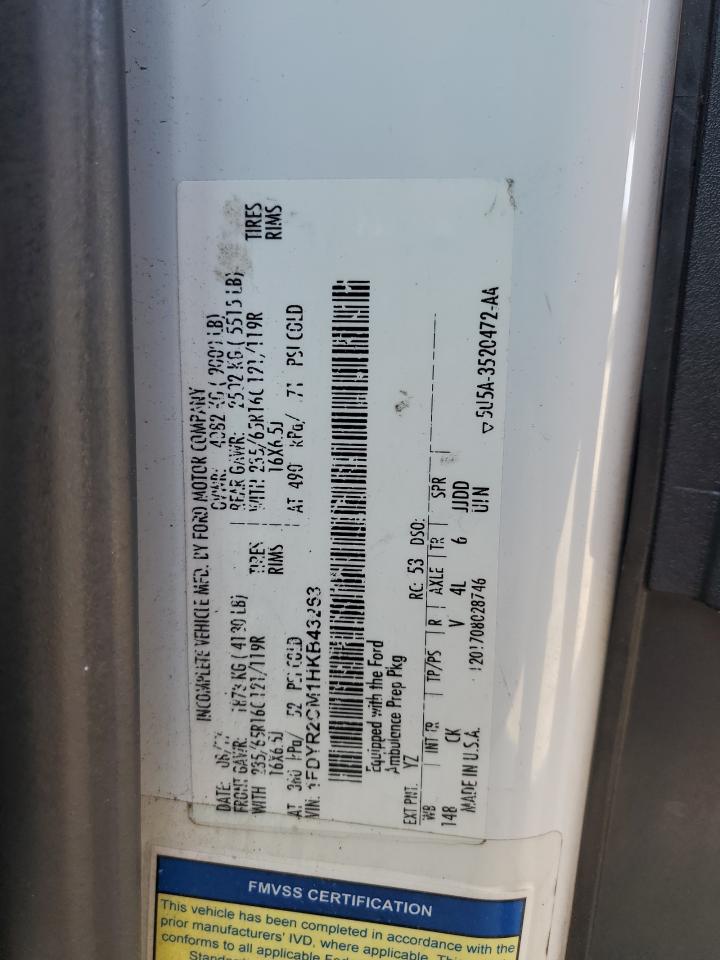 INCOMPLETE VEHICLE MFD. BY FORD MOTOR COMPANY
DATE: GVWR: 4082 KG ( 9000 LB)
FRONT GAWR: 1873 KG ( 4130 LB) REAR GAWR: 2502 KG ( 5515 LB)
WITH 235/65R16C 121/119R TIRES WITH 235/65R16C 121/119R TIRES
16X6.5J RIMS 16X6.5J RIMS
AT 360 kPa/ 52 PSI COLD AT 490 kPa/ 71 PSI COLD
VIN:
Equipped with the Ford
Ambulance Prep Pkg
EXT PNT: YZ RC: 53 DSO:
WB INT TR TP/PS R AXLE TR SPR
148 CK V 4L 6 JJDD
MADE IN U.S.A. 201708028746 UIN
5U5A-3520472-AA
FMVSS CERTIFICATION
This vehicle has been completed in accordance with the
prior manufacturers' IVD, where applicable. This
conforms to all applicable